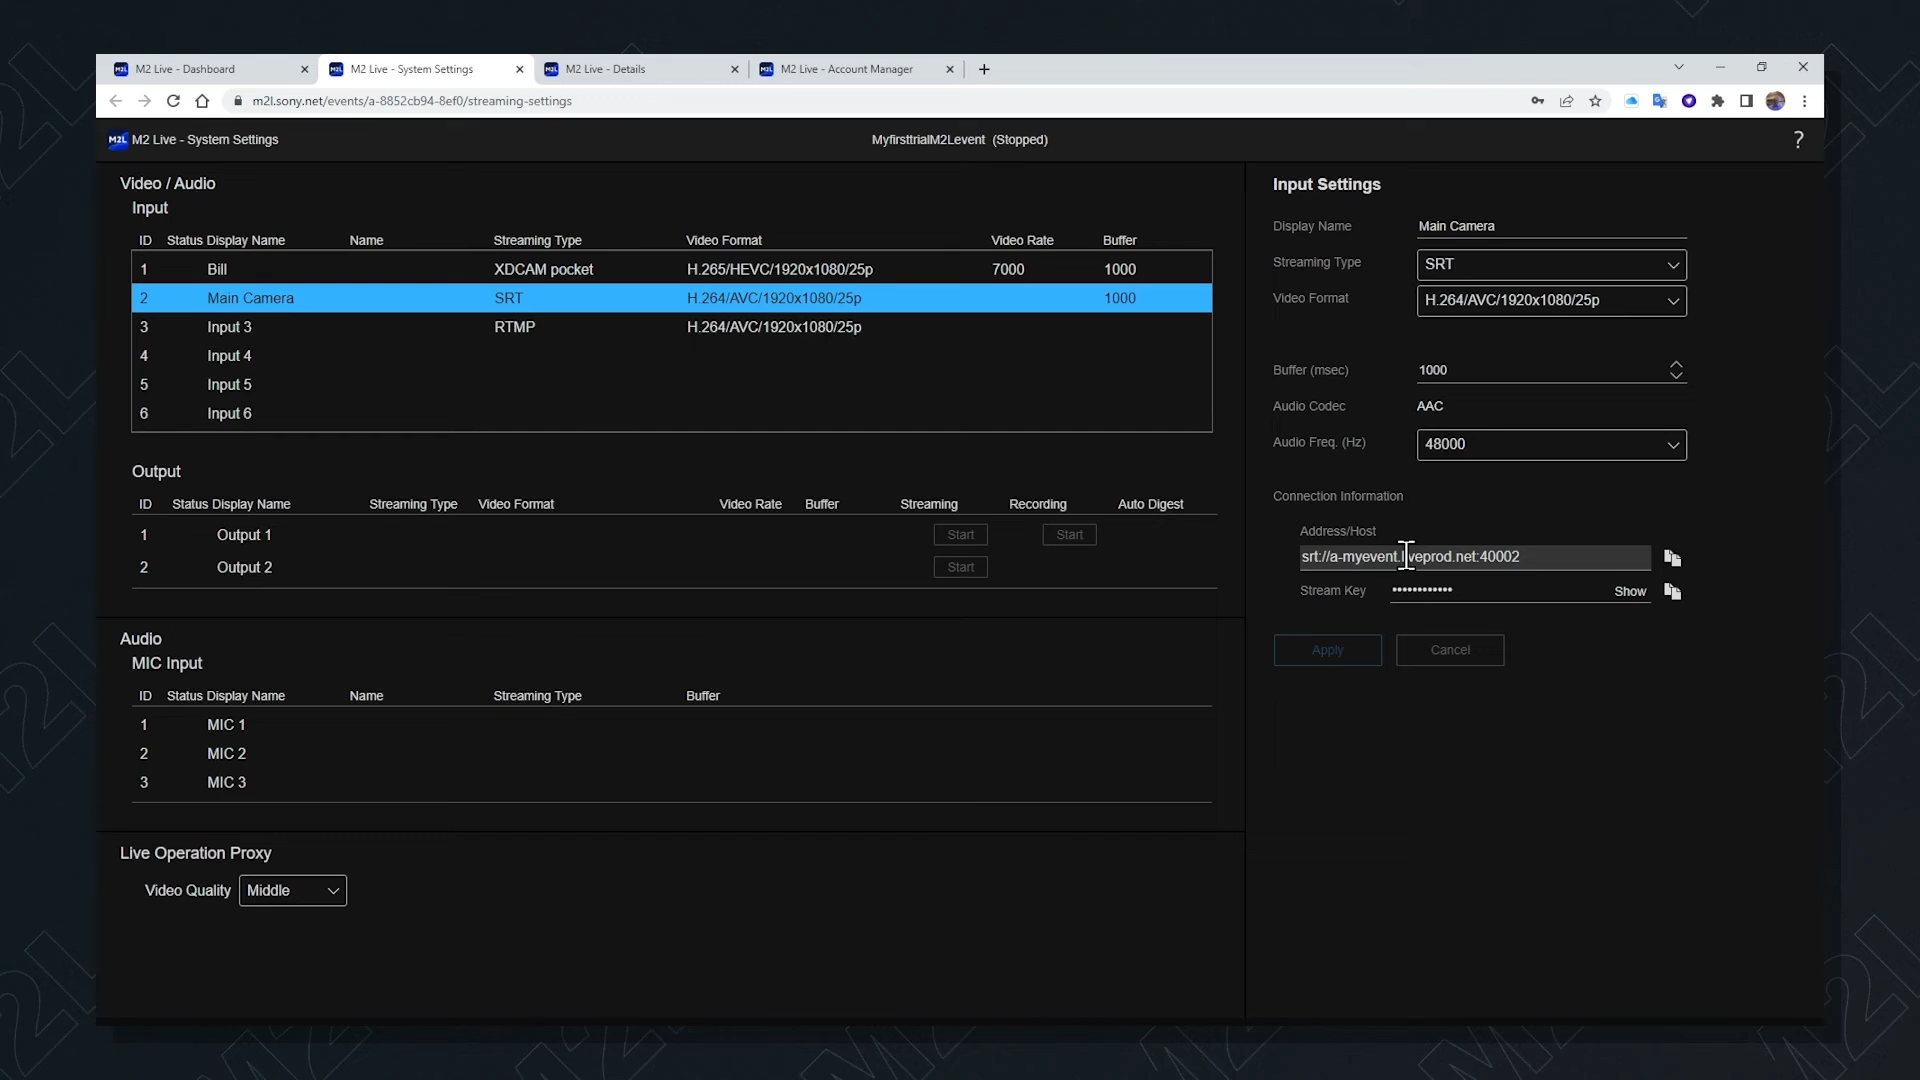 M2 Live - Dashboard
M2 Live - System Settings
M2 Live - Details
M2 Live - Account Manager
m2l.sony.net/events/a-8852cb94-8ef0/streaming-settings
M2L M2 Live - System Settings
MyfirsttrialM2Levent (Stopped)
?
Video / Audio
Input
ID Status Display Name Name Streaming Type Video Format Video Rate Buffer
1 Bill XDCAM pocket H.265/HEVC/1920x1080/25p 7000 1000
2 Main Camera SRT H.264/AVC/1920x1080/25p 1000
3 Input 3 RTMP H.264/AVC/1920x1080/25p
4 Input 4
5 Input 5
6 Input 6
Output
ID Status Display Name Streaming Type Video Format Video Rate Buffer Streaming Recording Auto Digest
1 Output 1 Start Start
2 Output 2 Start
Audio
MIC Input
ID Status Display Name Name Streaming Type Buffer
1 MIC 1
2 MIC 2
3 MIC 3
Live Operation Proxy
Video Quality Middle
Input Settings
Display Name Main Camera
Streaming Type SRT
Video Format H.264/AVC/1920x1080/25p
Buffer (msec) 1000
Audio Codec AAC
Audio Freq. (Hz) 48000
Connection Information
Address/Host
srt://a-myevent.liveprod.net:40002
Stream Key •••••••••••• Show
Apply Cancel